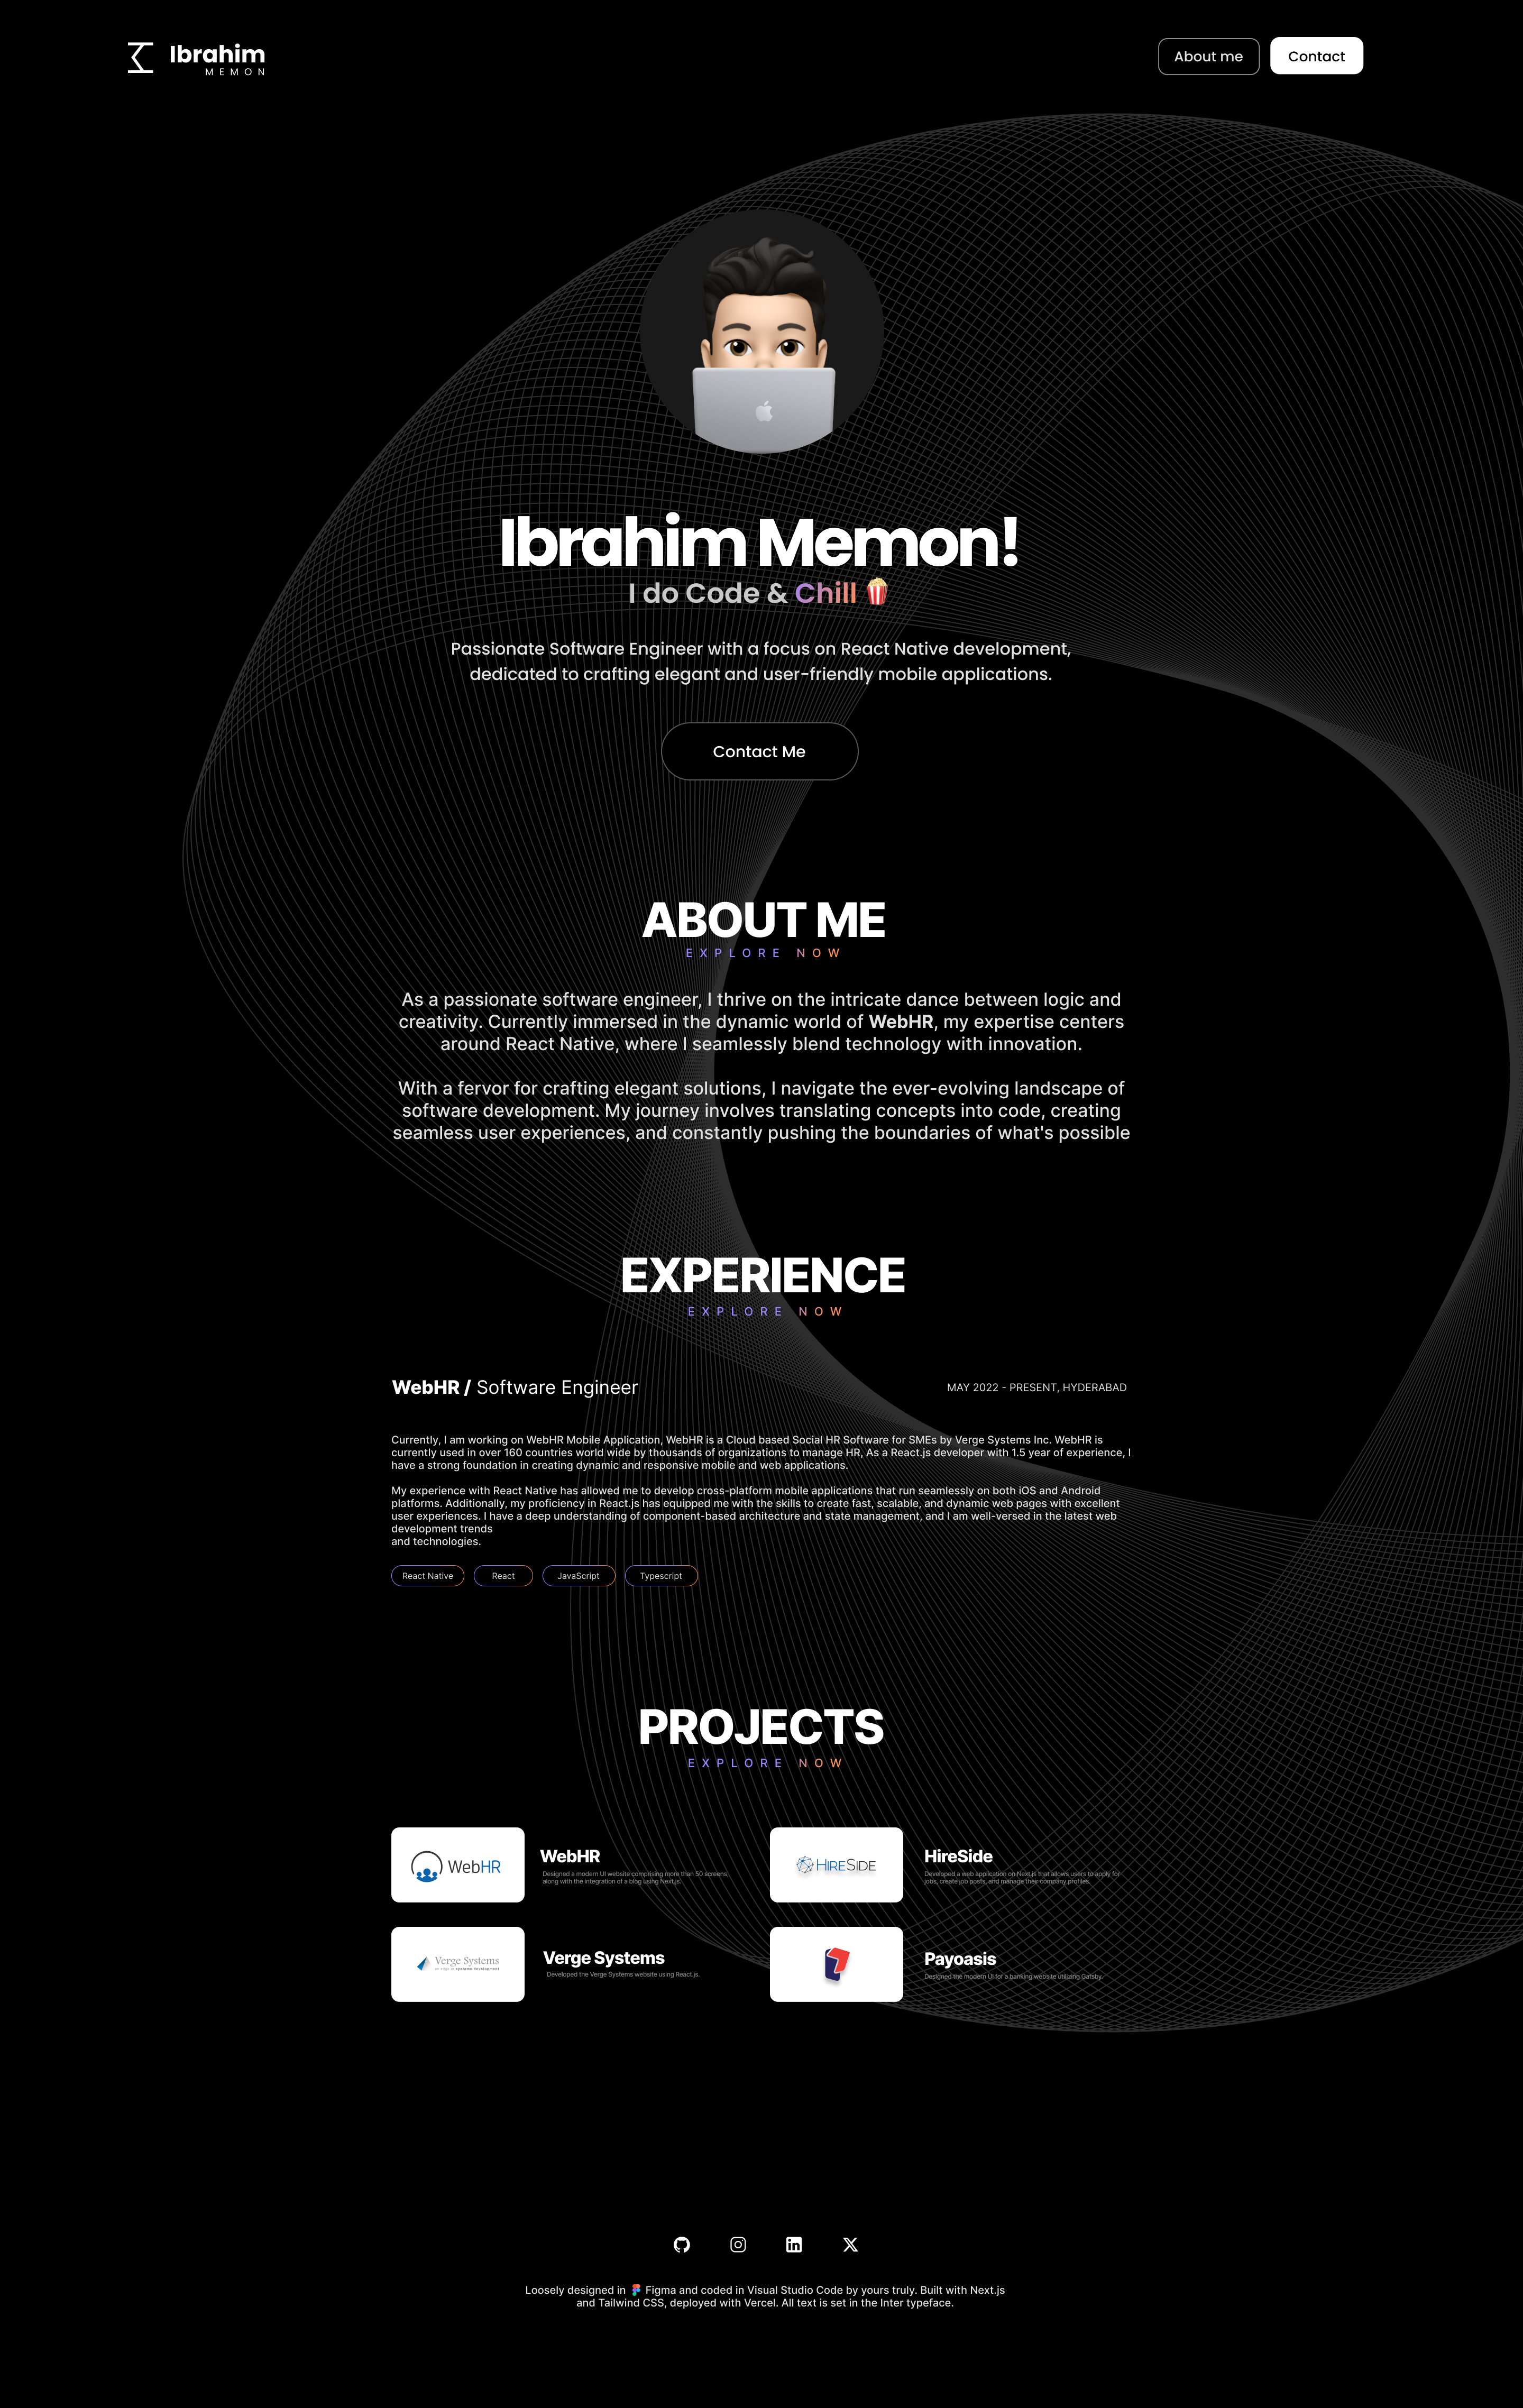 Ibrahim
MEMON
About me
Contact
Ibrahim Memon!
I do Code & Chill 🍿
Passionate Software Engineer with a focus on React Native development,
dedicated to crafting elegant and user-friendly mobile applications.
Contact Me
ABOUT ME
EXPLORE NOW
As a passionate software engineer, I thrive on the intricate dance between logic and
creativity. Currently immersed in the dynamic world of WebHR, my expertise centers
around React Native, where I seamlessly blend technology with innovation.
With a fervor for crafting elegant solutions, I navigate the ever-evolving landscape of
software development. My journey involves translating concepts into code, creating
seamless user experiences, and constantly pushing the boundaries of what's possible
EXPERIENCE
EXPLORE NOW
WebHR / Software Engineer
MAY 2022 - PRESENT, HYDERABAD
Currently, I am working on WebHR Mobile Application, WebHR is a Cloud based Social HR Software for SMEs by Verge Systems Inc. WebHR is
currently used in over 160 countries world wide by thousands of organizations to manage HR, As a React.js developer with 1.5 year of experience, I
have a strong foundation in creating dynamic and responsive mobile and web applications.
My experience with React Native has allowed me to develop cross-platform mobile applications that run seamlessly on both iOS and Android
platforms. Additionally, my proficiency in React.js has equipped me with the skills to create fast, scalable, and dynamic web pages with excellent
user experiences. I have a deep understanding of component-based architecture and state management, and I am well-versed in the latest web
development trends
and technologies.
React Native
React
JavaScript
Typescript
PROJECTS
EXPLORE NOW
WebHR
WebHR
Designed a modern UI website comprising more than 50 screens,
along with the integration of a blog using Next.js.
HIRESIDE
HireSide
Developed a web application on Next.js that allows users to apply for
jobs, create job posts, and manage their company profiles.
Verge Systems
an edge in systems development
Verge Systems
Developed the Verge Systems website using React.js.
Payoasis
Designed the modern UI for a banking website utilizing Gatsby.
Loosely designed in Figma and coded in Visual Studio Code by yours truly. Built with Next.js
and Tailwind CSS, deployed with Vercel. All text is set in the Inter typeface.